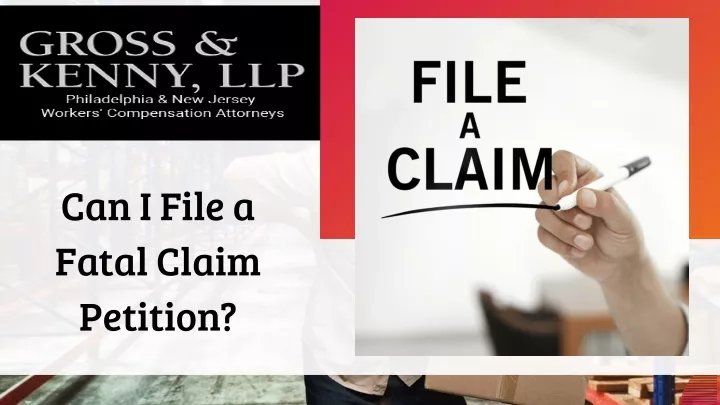 GROSS &
KENNY, LLP
Philadelphia & New Jersey
Workers' Compensation Attorneys
Can I File a
Fatal Claim
Petition?
FILE
A
CLAIM